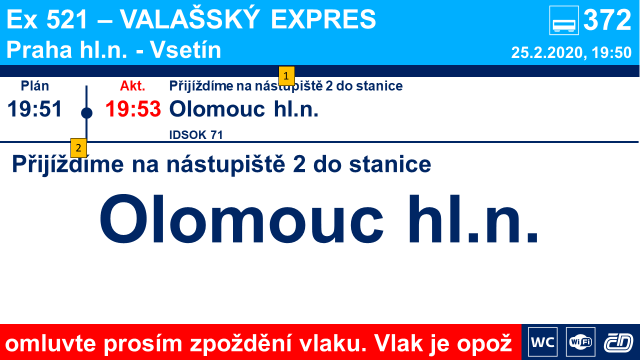 Ex 521 – VALAŠSKÝ EXPRES
372
Praha hl.n. - Vsetín
25.2.2020, 19:50
1
Plán
Akt.
Přijíždíme na nástupiště 2 do stanice
19:51
19:53
Olomouc hl.n.
IDSOK 71
2
Přijíždíme na nástupiště 2 do stanice
Olomouc hl.n.
omluvte prosím zpoždění vlaku. Vlak je opož
WC
WiFi
ČD